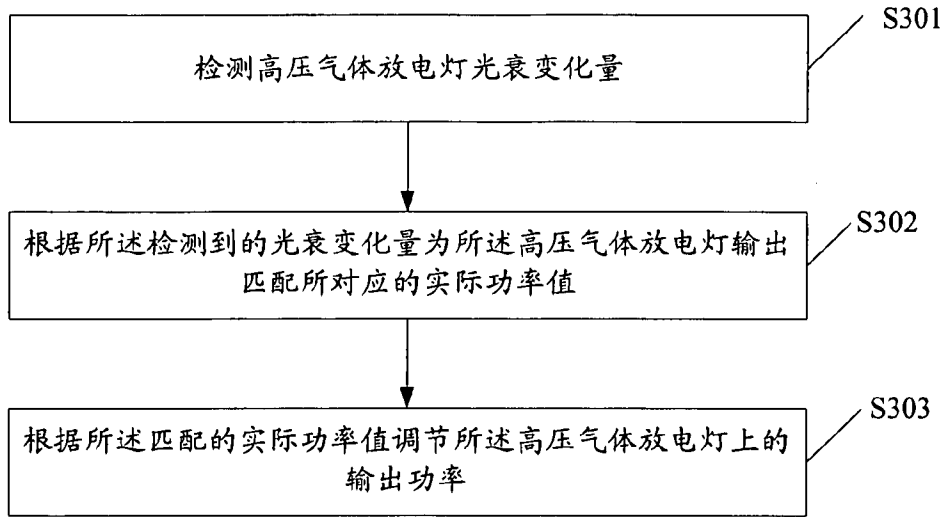 S301
检测高压气体放电灯光衰变化量
S302
根据所述检测到的光衰变化量为所述高压气体放电灯输出
匹配所对应的实际功率值
S303
根据所述匹配的实际功率值调节所述高压气体放电灯上的
输出功率